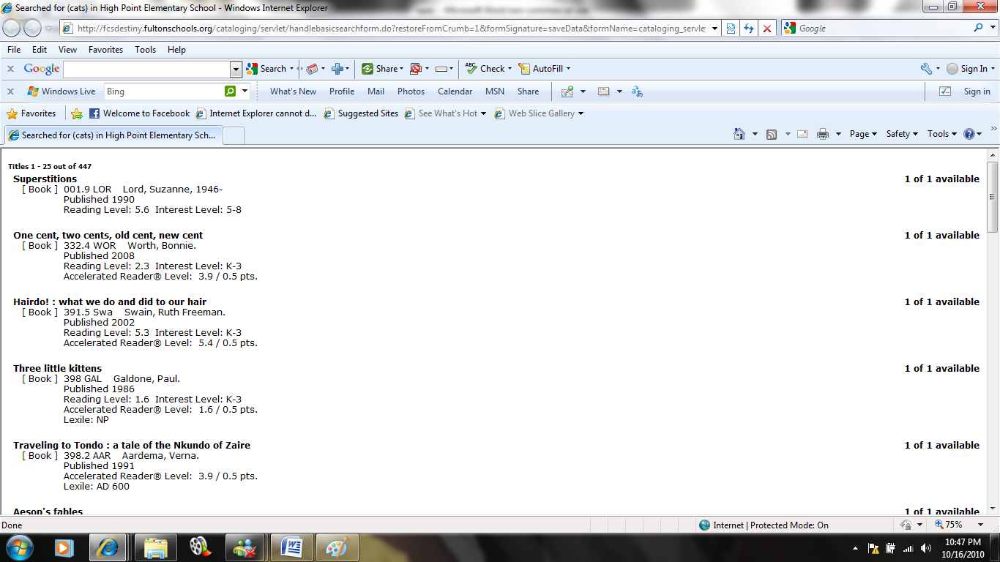 Searched for (cats) in High Point Elementary School - Windows Internet Explorer
http://fcsdestiny.fultonschools.org/cataloging/servlet/handlebasicsearchform.do?restoreFromCrumb=1&formSignature=saveData&formName=cataloging_servlet
Google
File Edit View Favorites Tools Help
x Google Search Share Check AutoFill Sign In
x Windows Live Bing What's New Profile Mail Photos Calendar MSN Share Sign in
Favorites Welcome to Facebook Internet Explorer cannot d... Suggested Sites See What's Hot Web Slice Gallery
Searched for (cats) in High Point Elementary Sch... Page Safety Tools
Titles 1 - 25 out of 447
Superstitions 1 of 1 available
[ Book ] 001.9 LOR Lord, Suzanne, 1946-
Published 1990
Reading Level: 5.6 Interest Level: 5-8
One cent, two cents, old cent, new cent 1 of 1 available
[ Book ] 332.4 WOR Worth, Bonnie.
Published 2008
Reading Level: 2.3 Interest Level: K-3
Accelerated Reader® Level: 3.9 / 0.5 pts.
Hairdo! : what we do and did to our hair 1 of 1 available
[ Book ] 391.5 Swa Swain, Ruth Freeman.
Published 2002
Reading Level: 5.3 Interest Level: K-3
Accelerated Reader® Level: 5.4 / 0.5 pts.
Three little kittens 1 of 1 available
[ Book ] 398 GAL Galdone, Paul.
Published 1986
Reading Level: 1.6 Interest Level: K-3
Accelerated Reader® Level: 1.6 / 0.5 pts.
Lexile: NP
Traveling to Tondo : a tale of the Nkundo of Zaire 1 of 1 available
[ Book ] 398.2 AAR Aardema, Verna.
Published 1991
Accelerated Reader® Level: 3.9 / 0.5 pts.
Lexile: AD 600
Aesop's fables 1 of 1 available
Done Internet | Protected Mode: On 75%
10:47 PM
10/16/2010